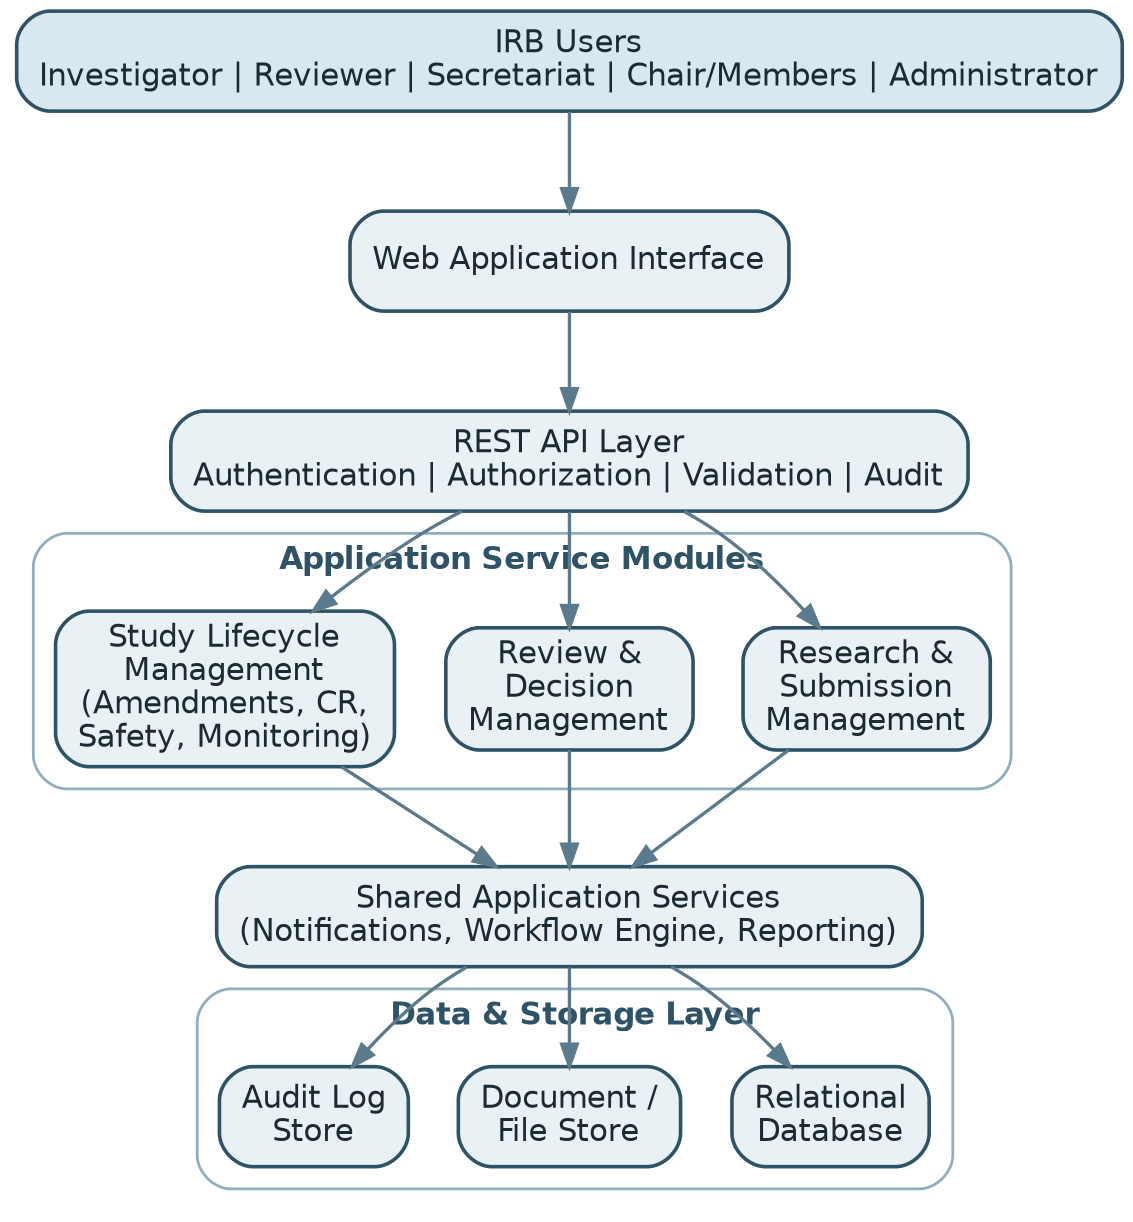 IRB Users
Investigator | Reviewer | Secretariat | Chair/Members | Administrator
Web Application Interface
REST API Layer
Authentication | Authorization | Validation | Audit
Application Service Modules
Study Lifecycle
Management
(Amendments, CR,
Safety, Monitoring)
Review &
Decision
Management
Research &
Submission
Management
Shared Application Services
(Notifications, Workflow Engine, Reporting)
Data & Storage Layer
Audit Log
Store
Document /
File Store
Relational
Database